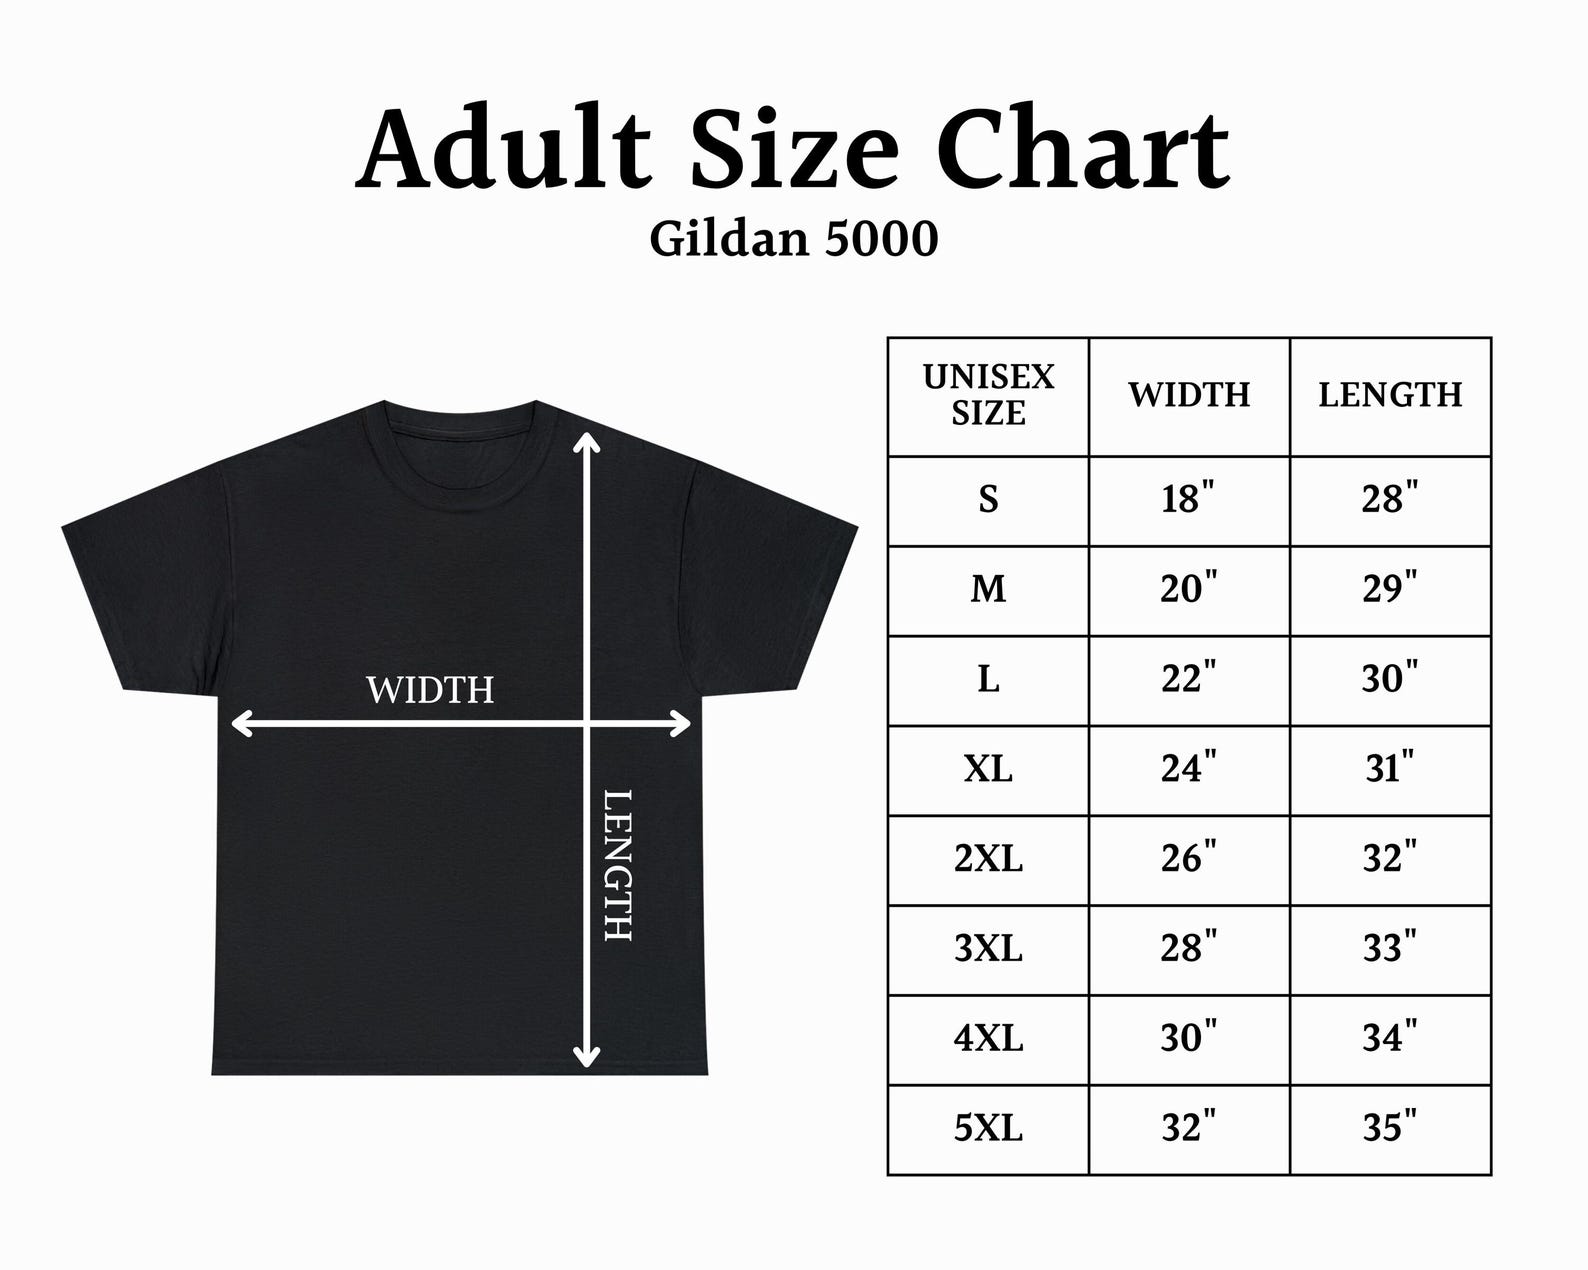 Adult Size Chart
Gildan 5000
WIDTH
LENGTH
UNISEX
SIZE
WIDTH
LENGTH
S 18" 28"
M 20" 29"
L 22" 30"
XL 24" 31"
2XL 26" 32"
3XL 28" 33"
4XL 30" 34"
5XL 32" 35"